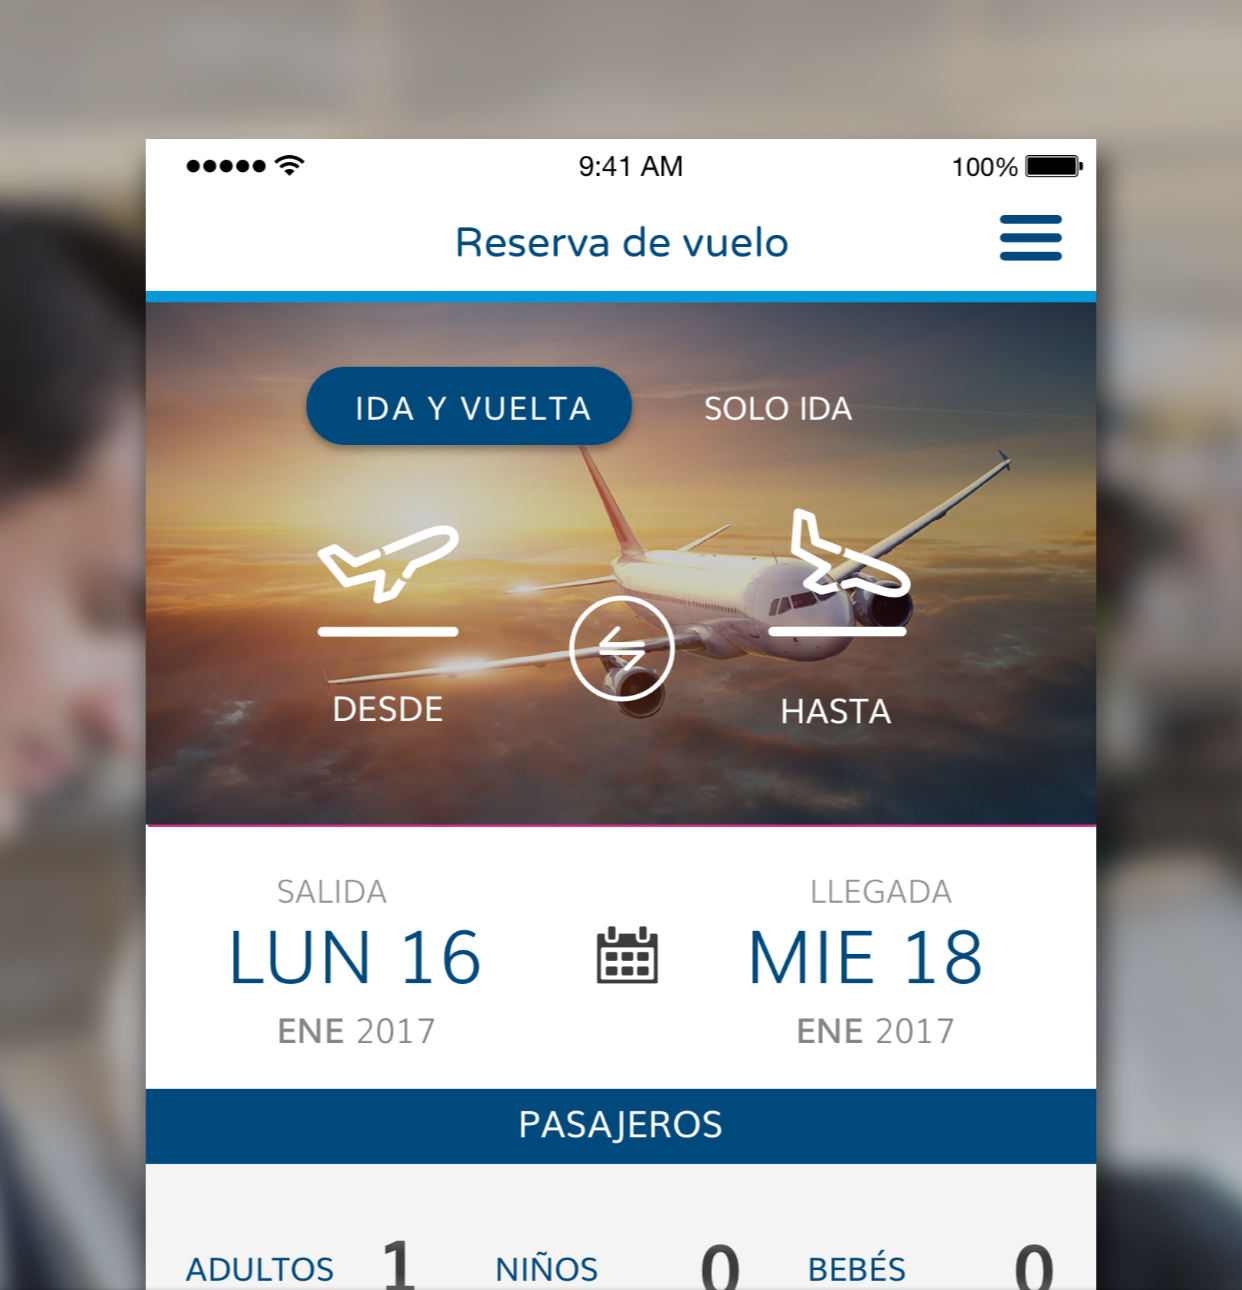 9:41 AM 100%
Reserva de vuelo
IDA Y VUELTA SOLO IDA
DESDE HASTA
SALIDA LLEGADA
LUN 16 MIE 18
ENE 2017 ENE 2017
PASAJEROS
ADULTOS 1 NIÑOS 0 BEBÉS 0